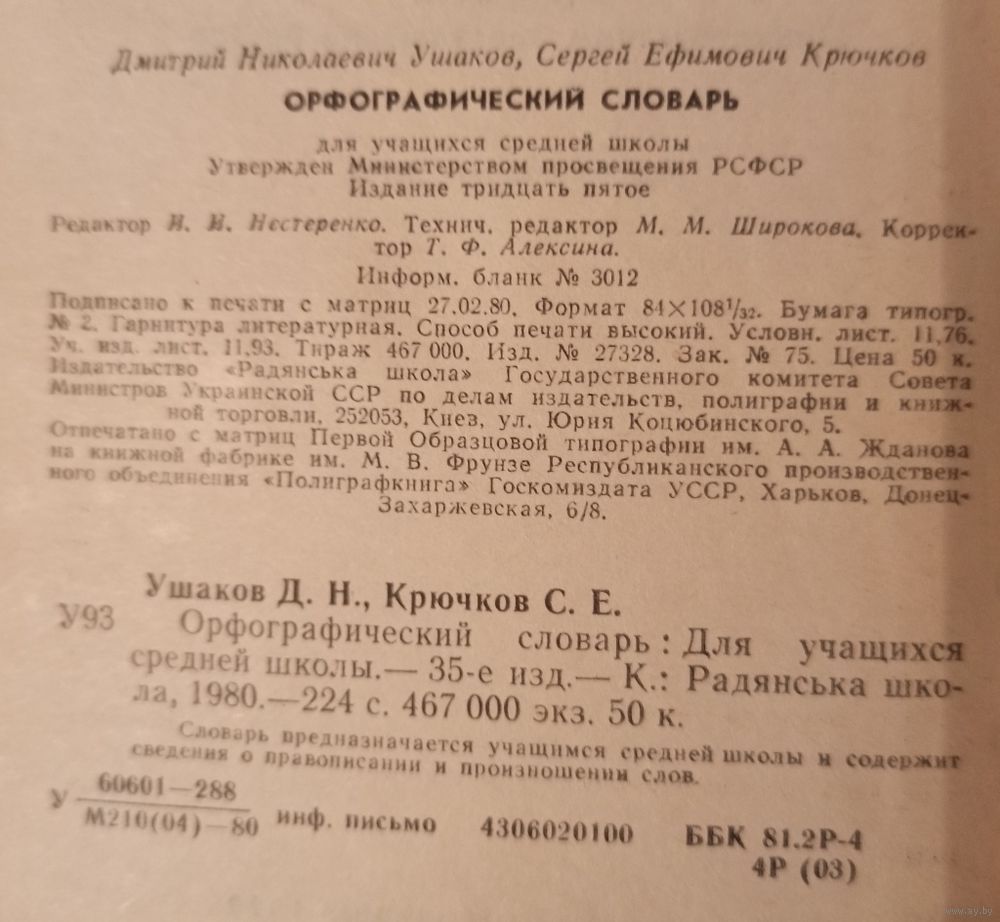 Дмитрий Николаевич Ушаков, Сергей Ефимович Крючков
ОРФОГРАФИЧЕСКИЙ СЛОВАРЬ
для учащихся средней школы
Утвержден Министерством просвещения РСФСР
Издание тридцать пятое
Редактор И. И. Нестеренко. Технич. редактор М. М. Широкова. Коррек-
тор Т. Ф. Алексина.
Информ. бланк № 3012
Подписано к печати с матриц 27.02.80. Формат 84×108¹/₃₂. Бумага типогр.
№ 2. Гарнитура литературная. Способ печати высокий. Условн. лист. 11,76.
Уч. изд. лист. 11,93. Тираж 467 000. Изд. № 27328. Зак. № 75. Цена 50 к.
Издательство «Радянська школа» Государственного комитета Совета
Министров Украинской ССР по делам издательств, полиграфии и книж-
ной торговли, 252053, Киев, ул. Юрия Коцюбинского, 5.
Отпечатано с матриц Первой Образцовой типографии им. А. А. Жданова
на книжной фабрике им. М. В. Фрунзе Республиканского производствен-
ного объединения «Полиграфкнига» Госкомиздата УССР, Харьков, Донец-
Захаржевская, 6/8.
Ушаков Д. Н., Крючков С. Е.
У93 Орфографический словарь : Для учащихся
средней школы.— 35-е изд.— К.: Радянська шко-
ла, 1980.—224 с. 467 000 экз. 50 к.
Словарь предназначается учащимся средней школы и содержит
сведения о правописании и произношении слов.
У 60601—288
М210(04)—80 инф. письмо 4306020100 ББК 81.2Р-4
4Р (03)
www.ay.by